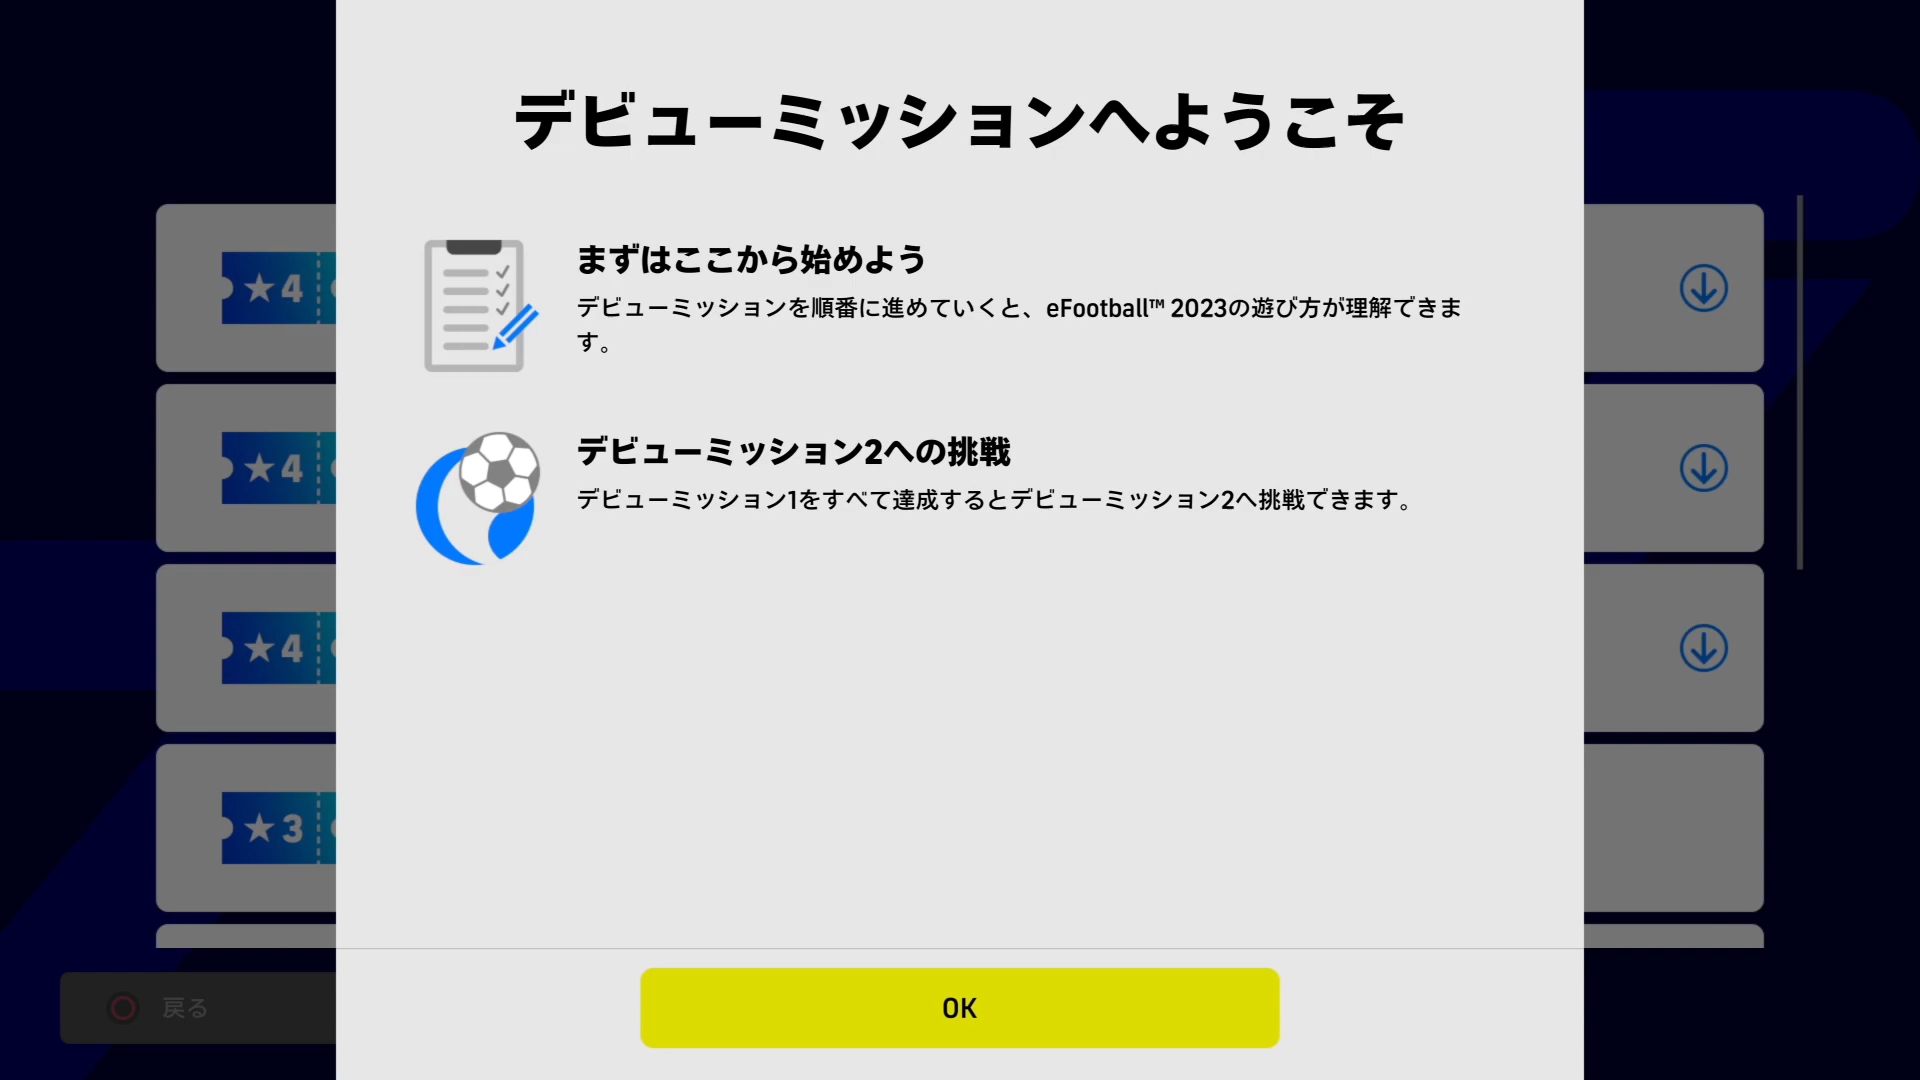 デビューミッションへようこそ
まずはここから始めよう
デビューミッションを順番に進めていくと、eFootball™ 2023の遊び方が理解できま
す。
デビューミッション2への挑戦
デビューミッション1をすべて達成するとデビューミッション2へ挑戦できます。
★4
★4
★4
★3
戻る
OK